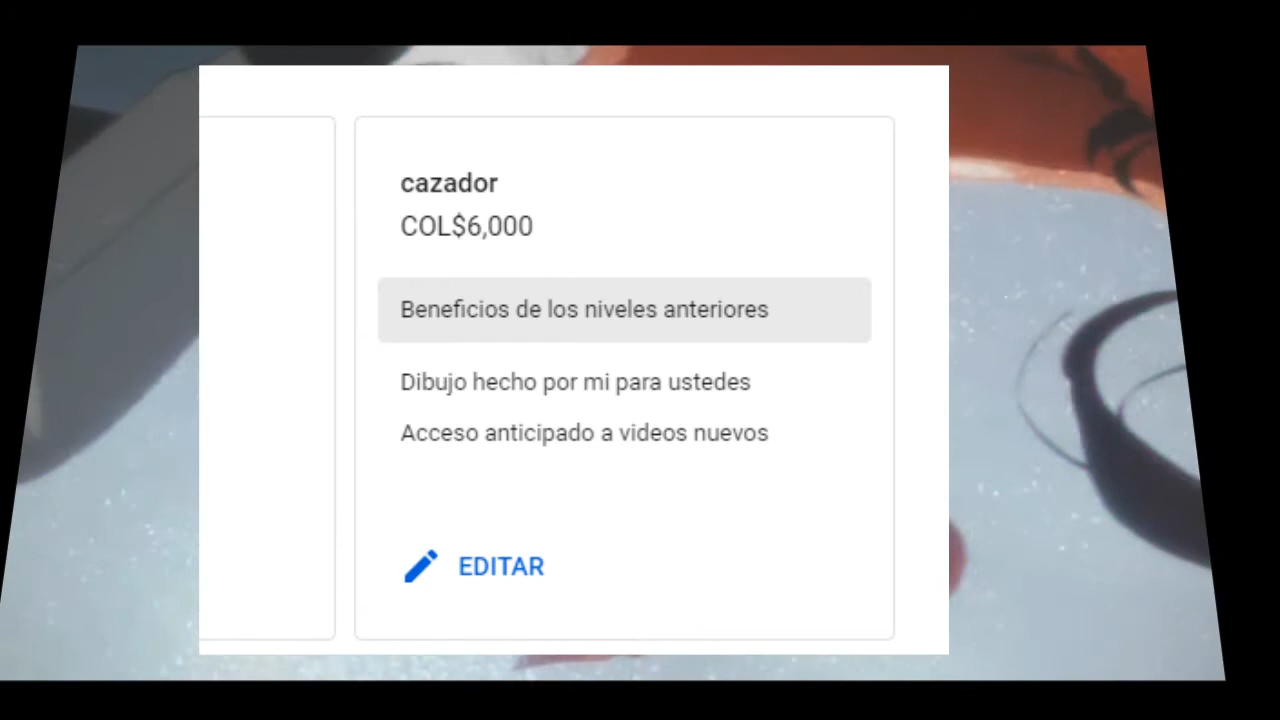 cazador
COL$6,000
Beneficios de los niveles anteriores
Dibujo hecho por mi para ustedes
Acceso anticipado a videos nuevos
EDITAR